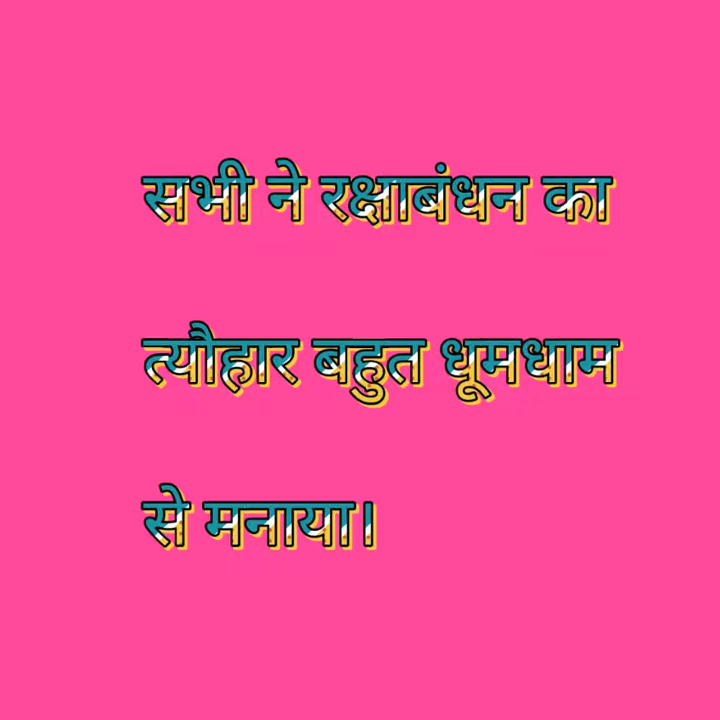 सभी ने रक्षाबंधन का
त्यौहार बहुत धूमधाम
से मनाया।